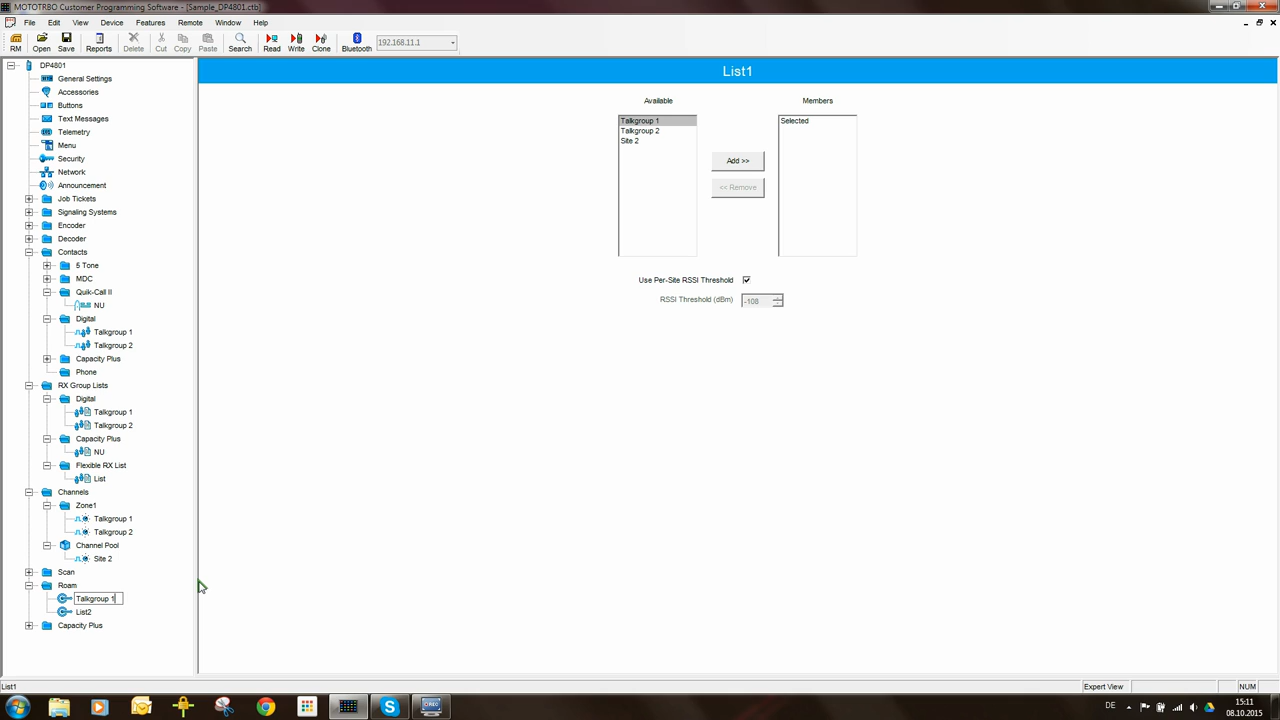 MOTOTRBO Customer Programming Software - [Sample_DP4801.ctb]
File Edit View Device Features Remote Window Help
RM Open Save Reports Delete Cut Copy Paste Search Read Write Clone Bluetooth 192.168.11.1
DP4801
General Settings
Accessories
Buttons
Text Messages
Telemetry
Menu
Security
Network
Announcement
Job Tickets
Signaling Systems
Encoder
Decoder
Contacts
5 Tone
MDC
Quik-Call II
NU
Digital
Talkgroup 1
Talkgroup 2
Capacity Plus
Phone
RX Group Lists
Digital
Talkgroup 1
Talkgroup 2
Capacity Plus
NU
Flexible RX List
List
Channels
Zone1
Talkgroup 1
Talkgroup 2
Channel Pool
Site 2
Scan
Roam
Talkgroup 1
List2
Capacity Plus
List1
Available Members
Talkgroup 1 Selected
Talkgroup 2
Site 2
Add >>
<< Remove
Use Per-Site RSSI Threshold
RSSI Threshold (dBm) -108
List1 Expert View NUM
DE 15:11
08.10.2015